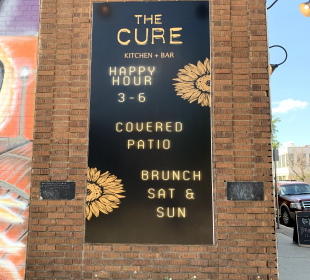 THE
CURE
KITCHEN + BAR
HAPPY
HOUR
3-6
COVERED
PATIO
BRUNCH
SAT &
SUN